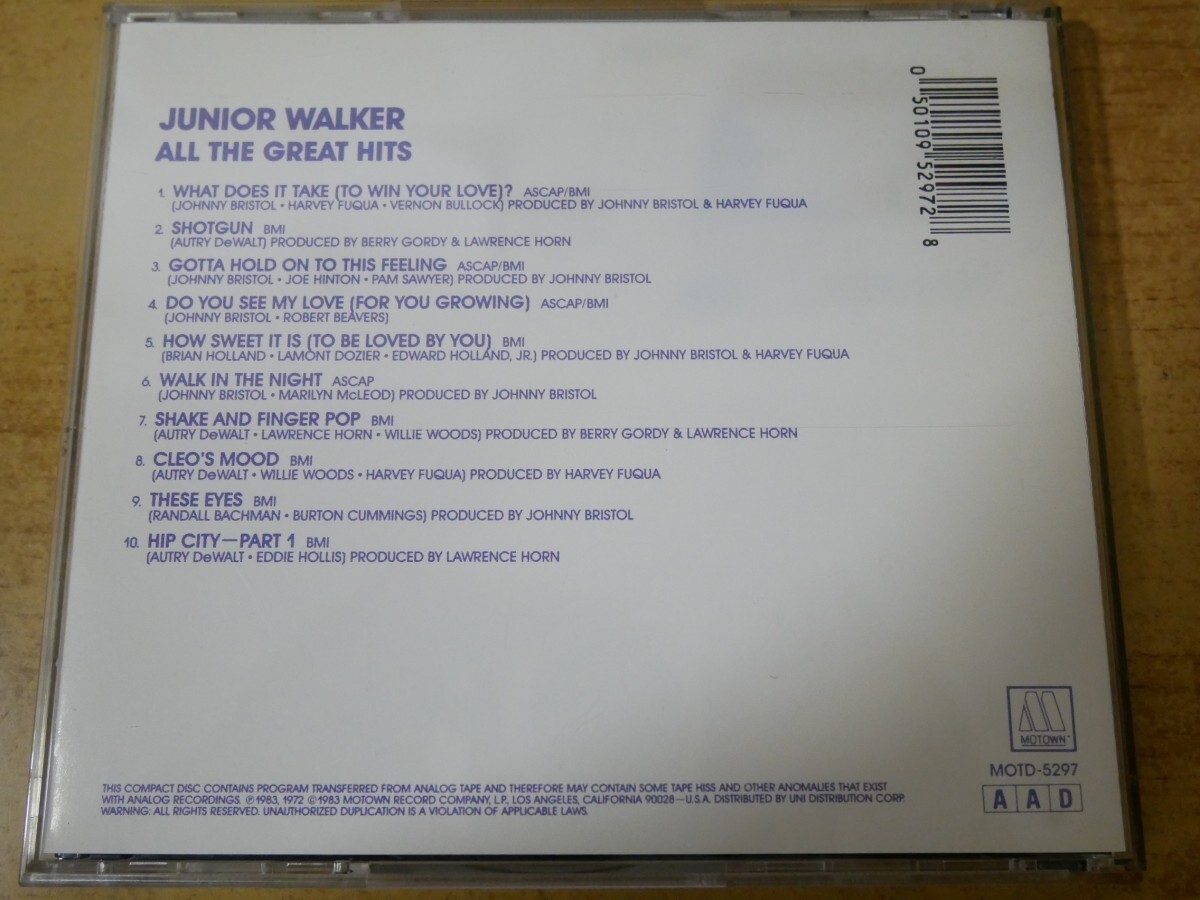 JUNIOR WALKER
ALL THE GREAT HITS
1. WHAT DOES IT TAKE (TO WIN YOUR LOVE)? ASCAP/BMI
(JOHNNY BRISTOL • HARVEY FUQUA • VERNON BULLOCK) PRODUCED BY JOHNNY BRISTOL & HARVEY FUQUA
2. SHOTGUN BMI
(AUTRY DeWALT) PRODUCED BY BERRY GORDY & LAWRENCE HORN
3. GOTTA HOLD ON TO THIS FEELING ASCAP/BMI
(JOHNNY BRISTOL • JOE HINTON • PAM SAWYER) PRODUCED BY JOHNNY BRISTOL
4. DO YOU SEE MY LOVE (FOR YOU GROWING) ASCAP/BMI
(JOHNNY BRISTOL • ROBERT BEAVERS)
5. HOW SWEET IT IS (TO BE LOVED BY YOU) BMI
(BRIAN HOLLAND • LAMONT DOZIER • EDWARD HOLLAND, JR.) PRODUCED BY JOHNNY BRISTOL & HARVEY FUQUA
6. WALK IN THE NIGHT ASCAP
(JOHNNY BRISTOL • MARILYN McLEOD) PRODUCED BY JOHNNY BRISTOL
7. SHAKE AND FINGER POP BMI
(AUTRY DeWALT • LAWRENCE HORN • WILLIE WOODS) PRODUCED BY BERRY GORDY & LAWRENCE HORN
8. CLEO'S MOOD BMI
(AUTRY DeWALT • WILLIE WOODS • HARVEY FUQUA) PRODUCED BY HARVEY FUQUA
9. THESE EYES BMI
(RANDALL BACHMAN • BURTON CUMMINGS) PRODUCED BY JOHNNY BRISTOL
10. HIP CITY—PART 1 BMI
(AUTRY DeWALT • EDDIE HOLLIS) PRODUCED BY LAWRENCE HORN
0 50109 52972 8
M
MOTOWN
MOTD-5297
A A D
THIS COMPACT DISC CONTAINS PROGRAM TRANSFERRED FROM ANALOG TAPE AND THEREFORE MAY CONTAIN SOME TAPE HISS AND OTHER ANOMALIES THAT EXIST
WITH ANALOG RECORDINGS. ℗1983, 1972 ©1983 MOTOWN RECORD COMPANY, L.P. LOS ANGELES, CALIFORNIA 90028—U.S.A. DISTRIBUTED BY UNI DISTRIBUTION CORP.
WARNING: ALL RIGHTS RESERVED. UNAUTHORIZED DUPLICATION IS A VIOLATION OF APPLICABLE LAWS.